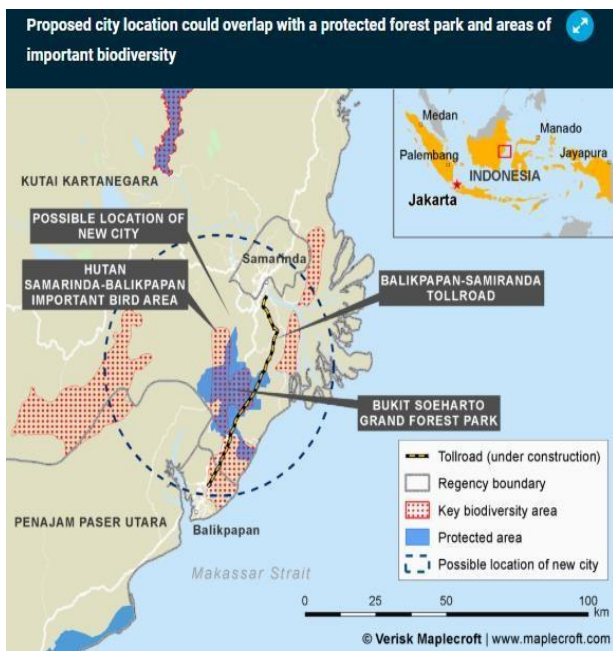 Proposed city location could overlap with a protected forest park and areas of
important biodiversity
Medan
Manado
Palembang
Jayapura
INDONESIA
Jakarta
KUTAI KARTANEGARA
POSSIBLE LOCATION OF
NEW CITY
Samarinda
HUTAN
SAMARINDA-BALIKPAPAN
IMPORTANT BIRD AREA
BALIKPAPAN-SAMIRANDA
TOLLROAD
BUKIT SOEHARTO
GRAND FOREST PARK
Tollroad (under construction)
Regency boundary
Key biodiversity area
Protected area
Possible location of new city
PENAJAM PASER UTARA
Balikpapan
Makassar Strait
0 25 50 100
km
© Verisk Maplecroft | www.maplecroft.com